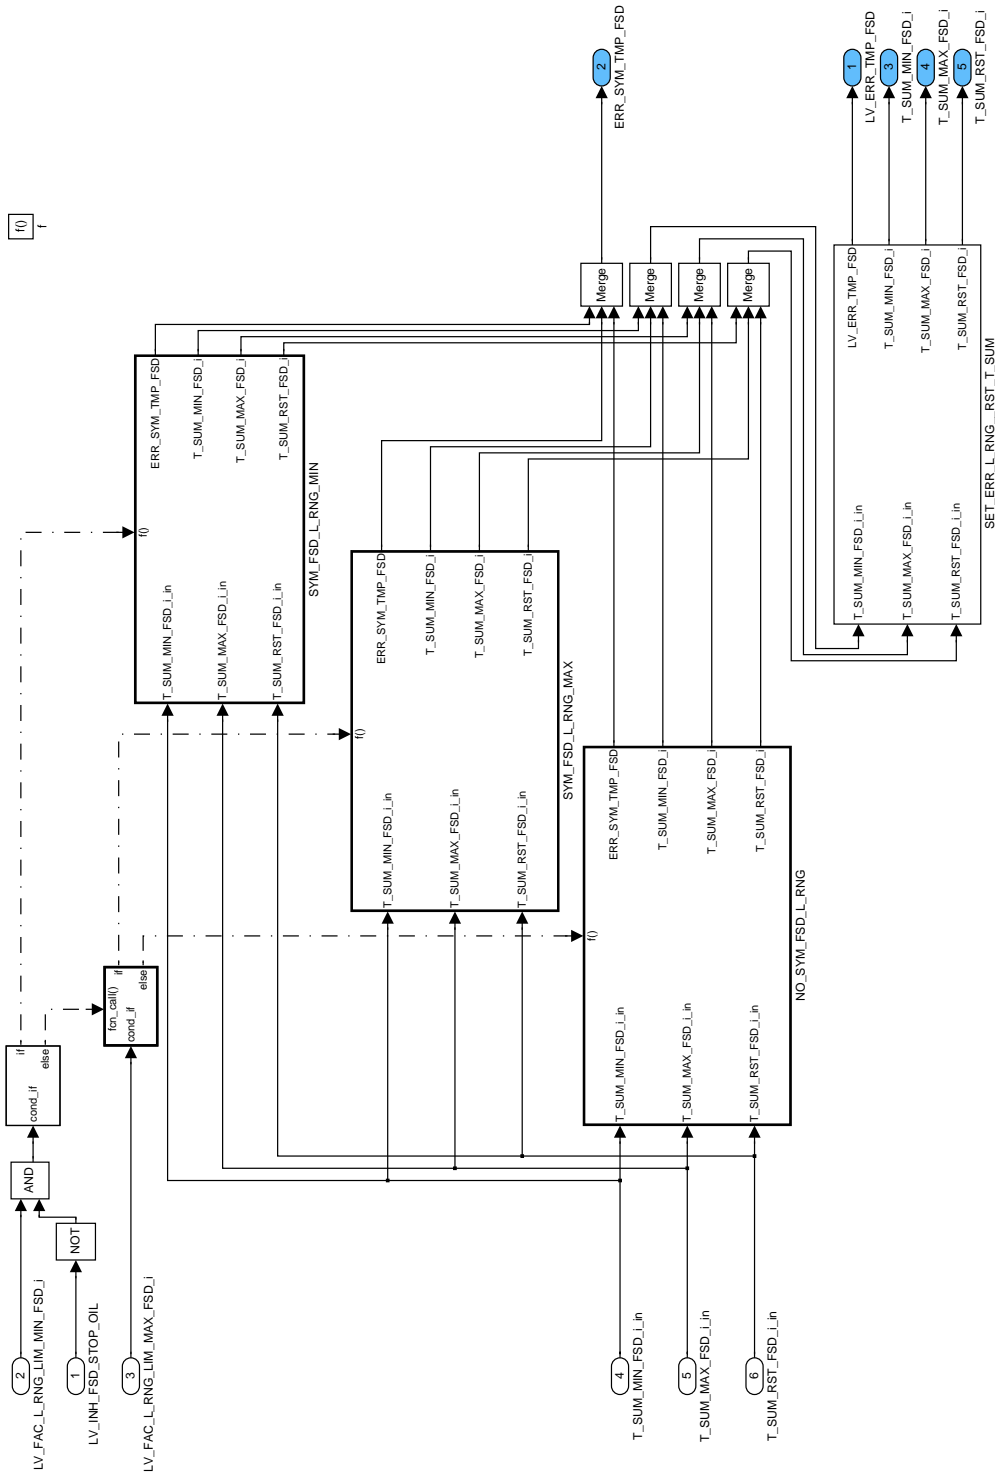 f()
f
2
LV_FAC_L_RNG_LIM_MIN_FSD_i
1
LV_INH_FSD_STOP_OIL
3
LV_FAC_L_RNG_LIM_MAX_FSD_i
AND
NOT
cond_if
if
else
fcn_call()
cond_if
if
else
T_SUM_MIN_FSD_i_in
T_SUM_MAX_FSD_i_in
T_SUM_RST_FSD_i_in
f()
ERR_SYM_TMP_FSD
T_SUM_MIN_FSD_i
T_SUM_MAX_FSD_i
T_SUM_RST_FSD_i
SYM_FSD_L_RNG_MIN
T_SUM_MIN_FSD_i_in
T_SUM_MAX_FSD_i_in
T_SUM_RST_FSD_i_in
f()
ERR_SYM_TMP_FSD
T_SUM_MIN_FSD_i
T_SUM_MAX_FSD_i
T_SUM_RST_FSD_i
SYM_FSD_L_RNG_MAX
4
T_SUM_MIN_FSD_i_in
5
T_SUM_MAX_FSD_i_in
6
T_SUM_RST_FSD_i_in
T_SUM_MIN_FSD_i_in
T_SUM_MAX_FSD_i_in
T_SUM_RST_FSD_i_in
f()
ERR_SYM_TMP_FSD
T_SUM_MIN_FSD_i
T_SUM_MAX_FSD_i
T_SUM_RST_FSD_i
NO_SYM_FSD_L_RNG
Merge
Merge
Merge
Merge
2
ERR_SYM_TMP_FSD
T_SUM_MIN_FSD_i_in
T_SUM_MAX_FSD_i_in
T_SUM_RST_FSD_i_in
LV_ERR_TMP_FSD
T_SUM_MIN_FSD_i
T_SUM_MAX_FSD_i
T_SUM_RST_FSD_i
SET_ERR_L_RNG__RST_T_SUM
1
LV_ERR_TMP_FSD
3
T_SUM_MIN_FSD_i
4
T_SUM_MAX_FSD_i
5
T_SUM_RST_FSD_i